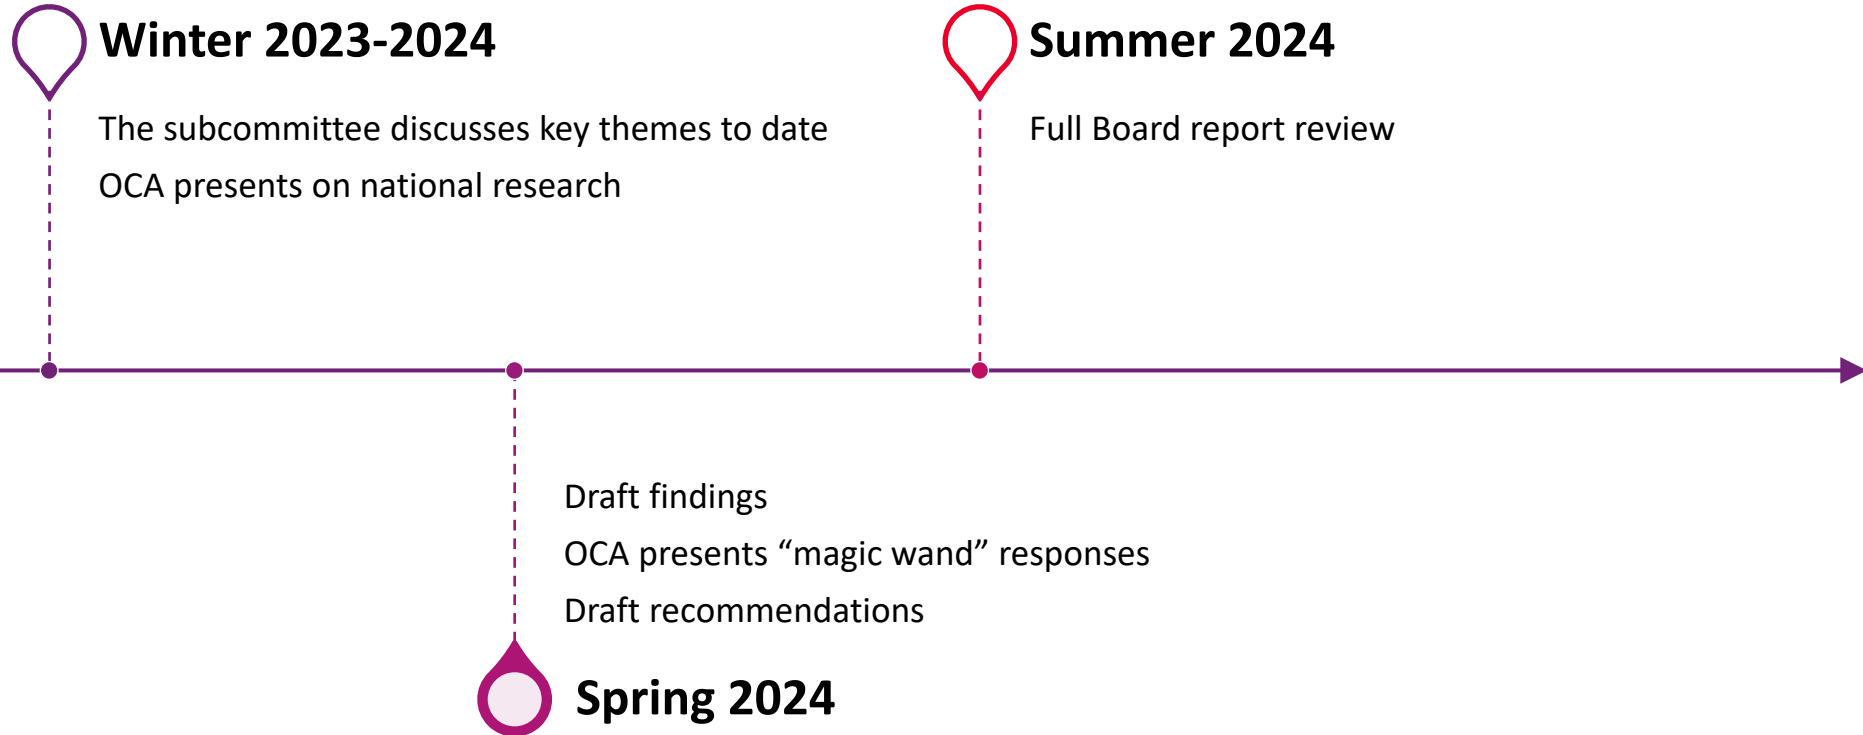 Winter 2023-2024
The subcommittee discusses key themes to date
OCA presents on national research
Summer 2024
Full Board report review
Draft findings
OCA presents “magic wand” responses
Draft recommendations
Spring 2024